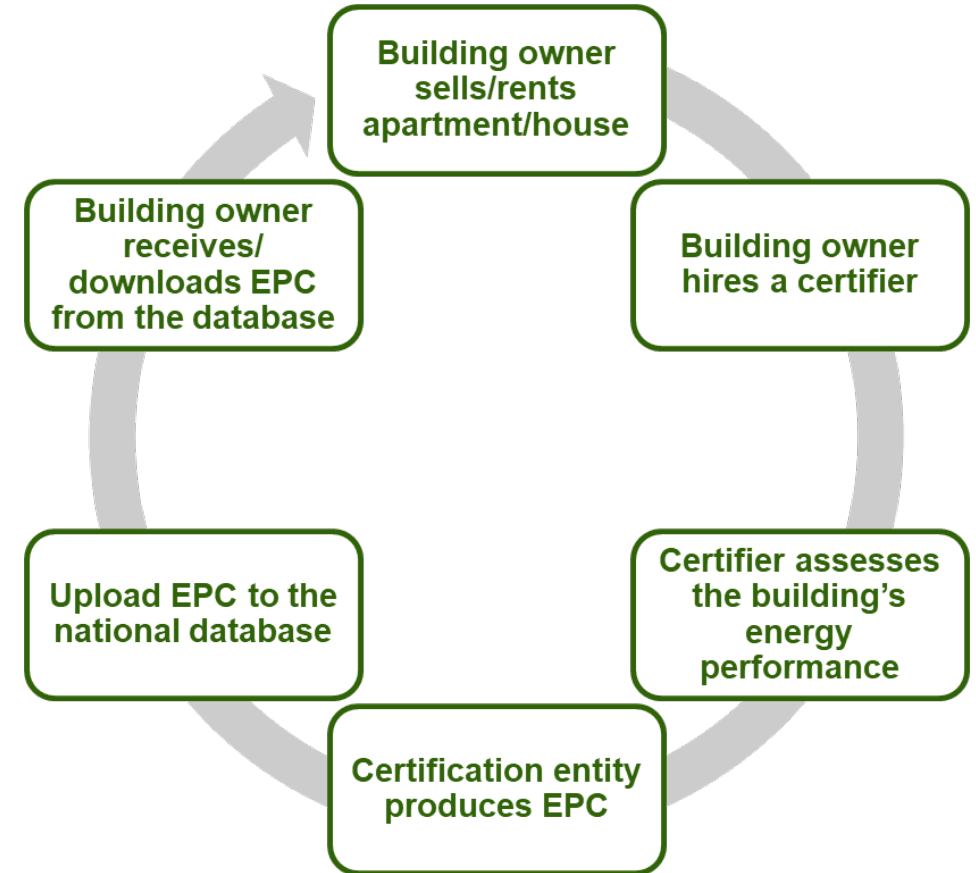 Building owner
sells/rents
apartment/house
Building owner
hires a certifier
Certifier assesses
the building’s
energy
performance
Certification entity
produces EPC
Upload EPC to the
national database
Building owner
receives/
downloads EPC
from the database